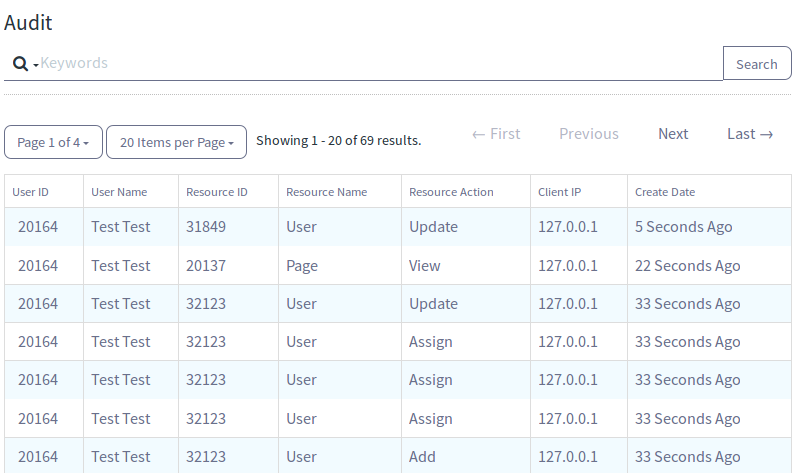 Audit
Keywords Search
Page 1 of 4 20 Items per Page Showing 1 - 20 of 69 results. ← First Previous Next Last →
User ID User Name Resource ID Resource Name Resource Action Client IP Create Date
20164 Test Test 31849 User Update 127.0.0.1 5 Seconds Ago
20164 Test Test 20137 Page View 127.0.0.1 22 Seconds Ago
20164 Test Test 32123 User Update 127.0.0.1 33 Seconds Ago
20164 Test Test 32123 User Assign 127.0.0.1 33 Seconds Ago
20164 Test Test 32123 User Assign 127.0.0.1 33 Seconds Ago
20164 Test Test 32123 User Assign 127.0.0.1 33 Seconds Ago
20164 Test Test 32123 User Add 127.0.0.1 33 Seconds Ago